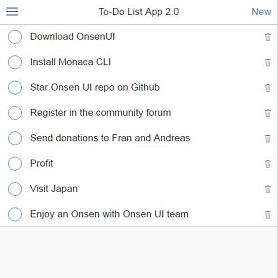 To-Do List App 2.0 New
Download OnsenUI
Install Monaca CLI
Star Onsen UI repo on Github
Register in the community forum
Send donations to Fran and Andreas
Profit
Visit Japan
Enjoy an Onsen with Onsen UI team